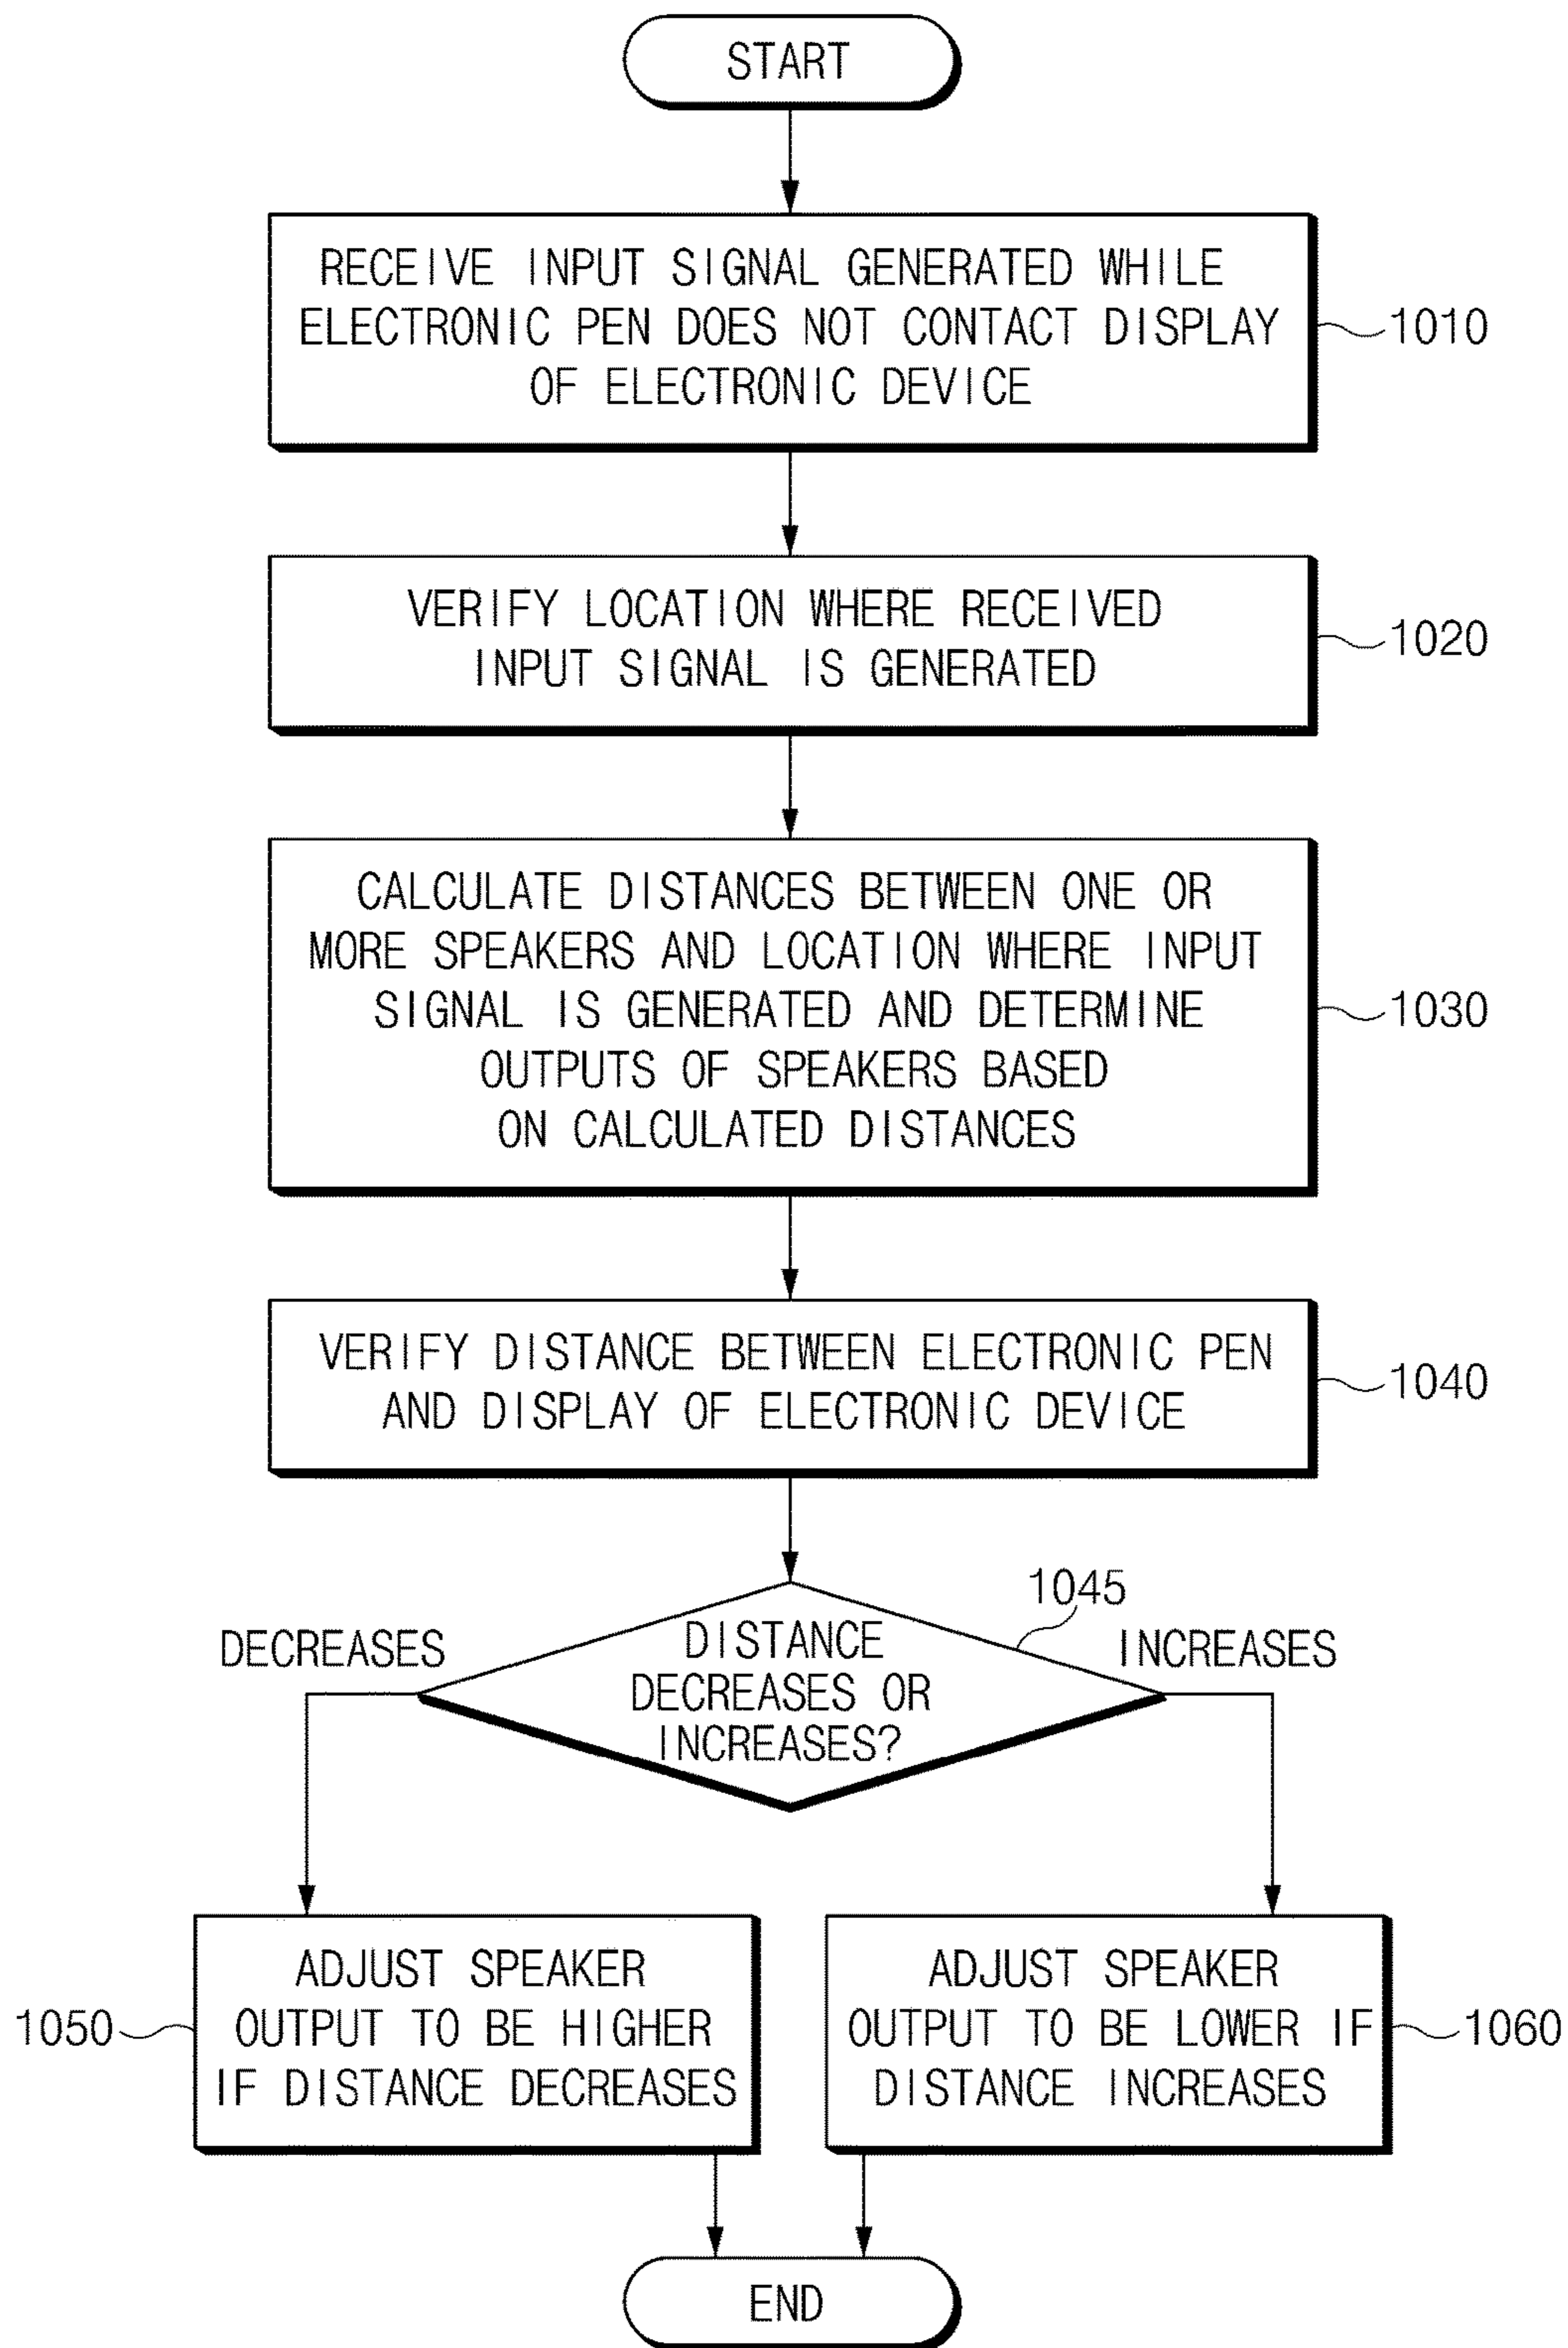 START
RECEIVE INPUT SIGNAL GENERATED WHILE
ELECTRONIC PEN DOES NOT CONTACT DISPLAY
OF ELECTRONIC DEVICE
1010
VERIFY LOCATION WHERE RECEIVED
INPUT SIGNAL IS GENERATED
1020
CALCULATE DISTANCES BETWEEN ONE OR
MORE SPEAKERS AND LOCATION WHERE INPUT
SIGNAL IS GENERATED AND DETERMINE
OUTPUTS OF SPEAKERS BASED
ON CALCULATED DISTANCES
1030
VERIFY DISTANCE BETWEEN ELECTRONIC PEN
AND DISPLAY OF ELECTRONIC DEVICE
1040
1045
DECREASES
DISTANCE
DECREASES OR
INCREASES?
INCREASES
ADJUST SPEAKER
OUTPUT TO BE HIGHER
IF DISTANCE DECREASES
1050
ADJUST SPEAKER
OUTPUT TO BE LOWER IF
DISTANCE INCREASES
1060
END